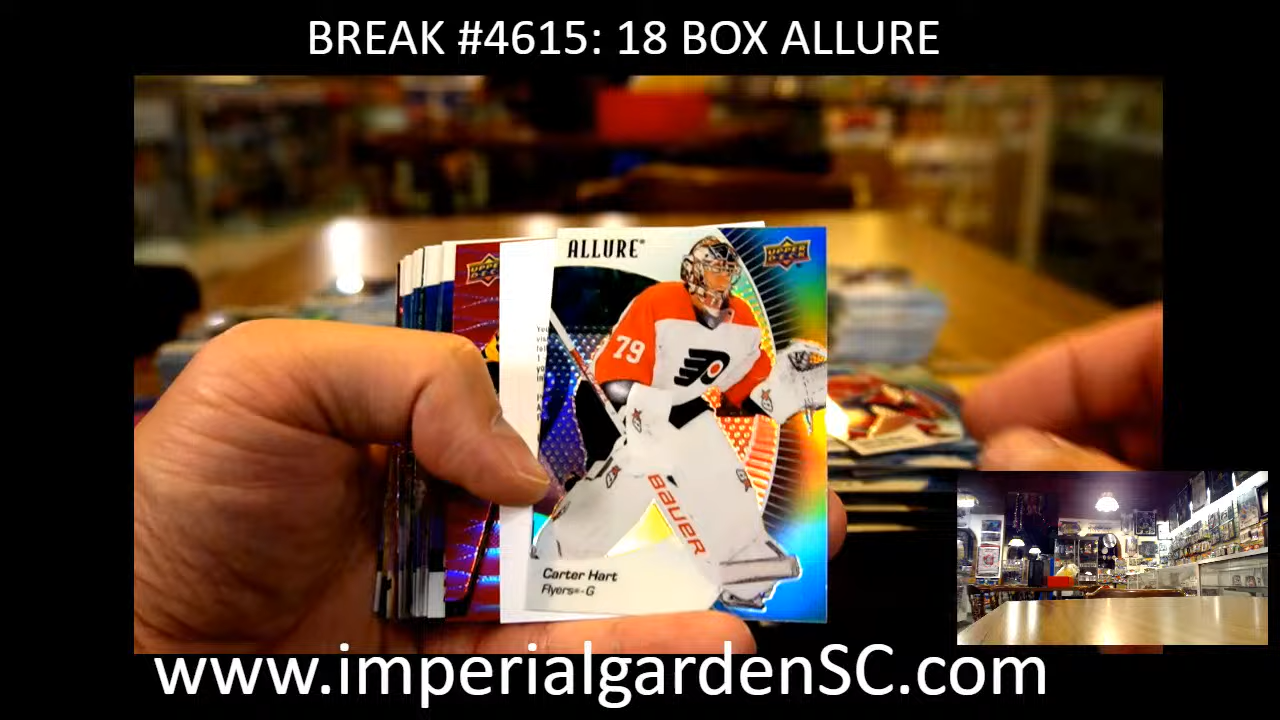 BREAK #4615: 18 BOX ALLURE
ALLURE
UPPER DECK
UPPER DECK
79
BAUER
Carter Hart
Flyers®-G
www.imperialgardenSC.com